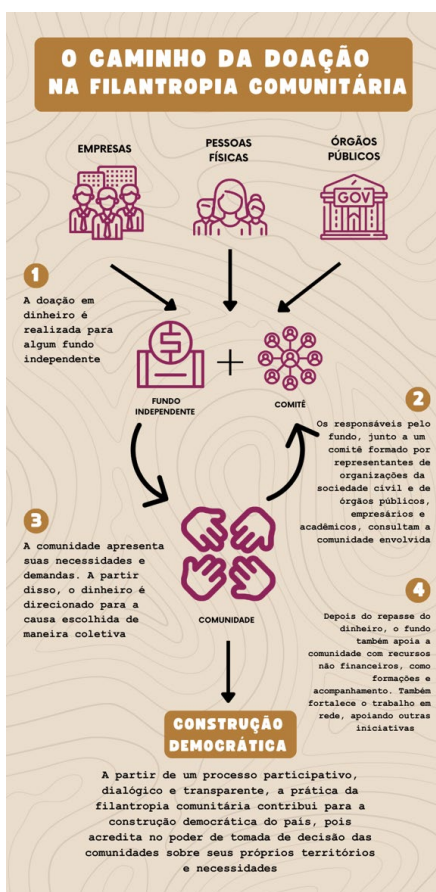 O CAMINHO DA DOAÇÃO
NA FILANTROPIA COMUNITÁRIA
EMPRESAS
PESSOAS
FÍSICAS
ÓRGÃOS
PÚBLICOS
GOV
1
A doação em
dinheiro é
realizada para
algum fundo
independente
FUNDO
INDEPENDENTE
COMITÊ
2
Os responsáveis pelo
fundo, junto a um
comitê formado por
representantes de
organizações da
sociedade civil e de
órgãos públicos,
empresários e
acadêmicos, consultam a
comunidade envolvida
3
A comunidade apresenta
suas necessidades e
demandas. A partir
disso, o dinheiro é
direcionado para a
causa escolhida de
maneira coletiva
COMUNIDADE
4
Depois do repasse do
dinheiro, o fundo
também apoia a
comunidade com recursos
não financeiros, como
formações e
acompanhamento. Também
fortalece o trabalho em
rede, apoiando outras
iniciativas
CONSTRUÇÃO
DEMOCRÁTICA
A partir de um processo participativo,
dialógico e transparente, a prática da
filantropia comunitária contribui para a
construção democrática do país, pois
acredita no poder de tomada de decisão das
comunidades sobre seus próprios territórios
e necessidades